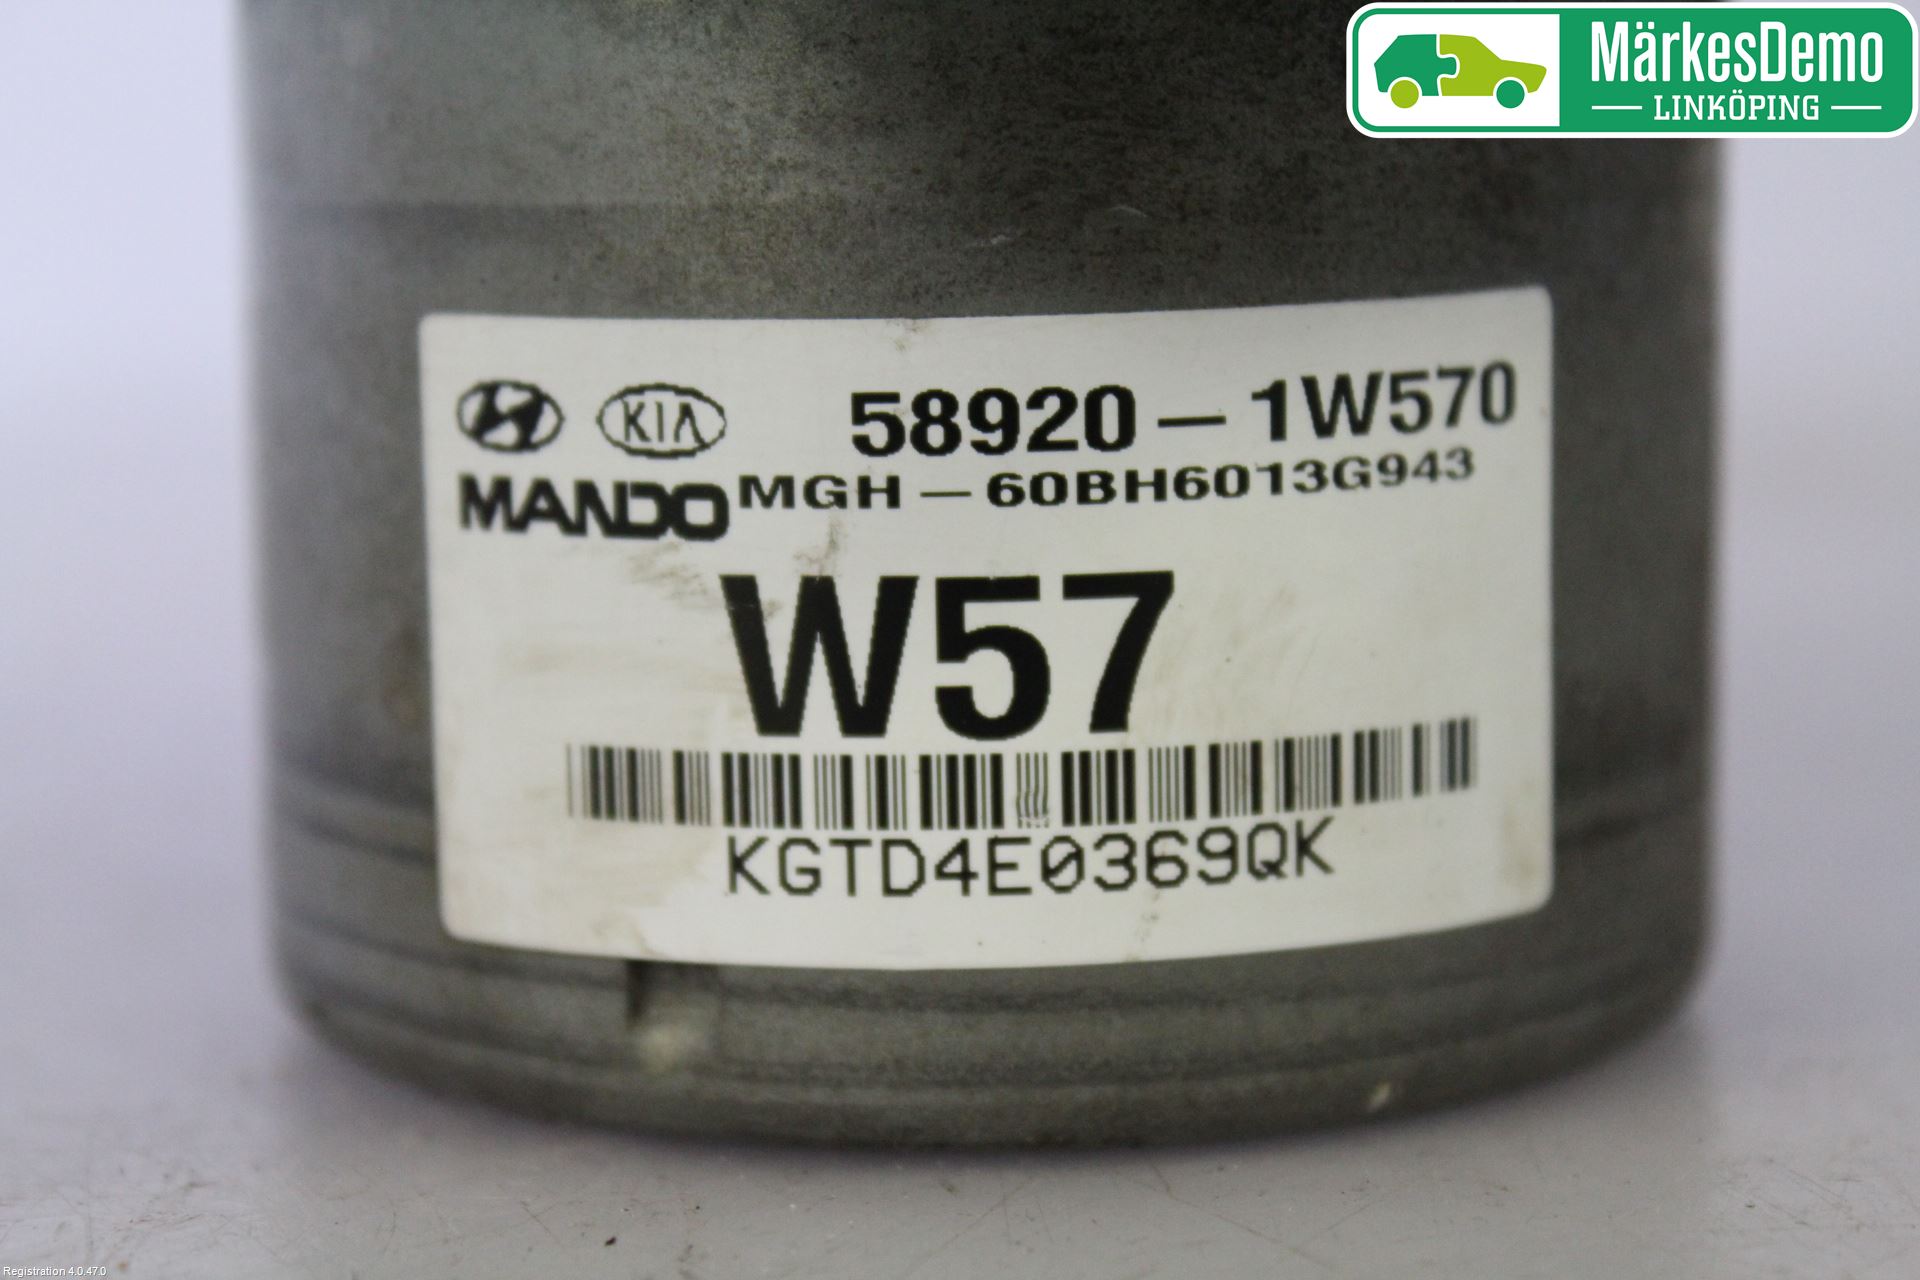 MärkesDemo
LINKÖPING
KIA 58920-1W570
MANDO MGH-60BH6013G943
W57
KGTD4E0369QK
Registration 4.0.47.0